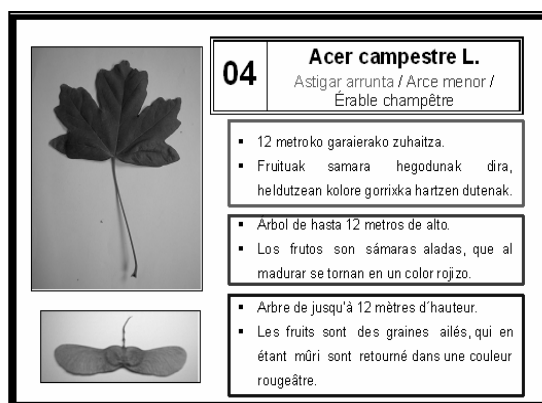 04
Acer campestre L.
Astigar arrunta / Arce menor /
Érable champêtre
▪ 12 metroko garaierako zuhaitza.
▪ Fruituak samara hegodunak dira,
heldutzean kolore gorrixka hartzen dutenak.
▪ Arbol de hasta 12 metros de alto.
▪ Los frutos son sámaras aladas, que al
madurar se tornan en un color rojizo.
▪ Arbre de jusqu'à 12 mètres d´hauteur.
▪ Les fruits sont des graines ailés, qui en
étant mûri sont retourné dans une couleur
rougeâtre.